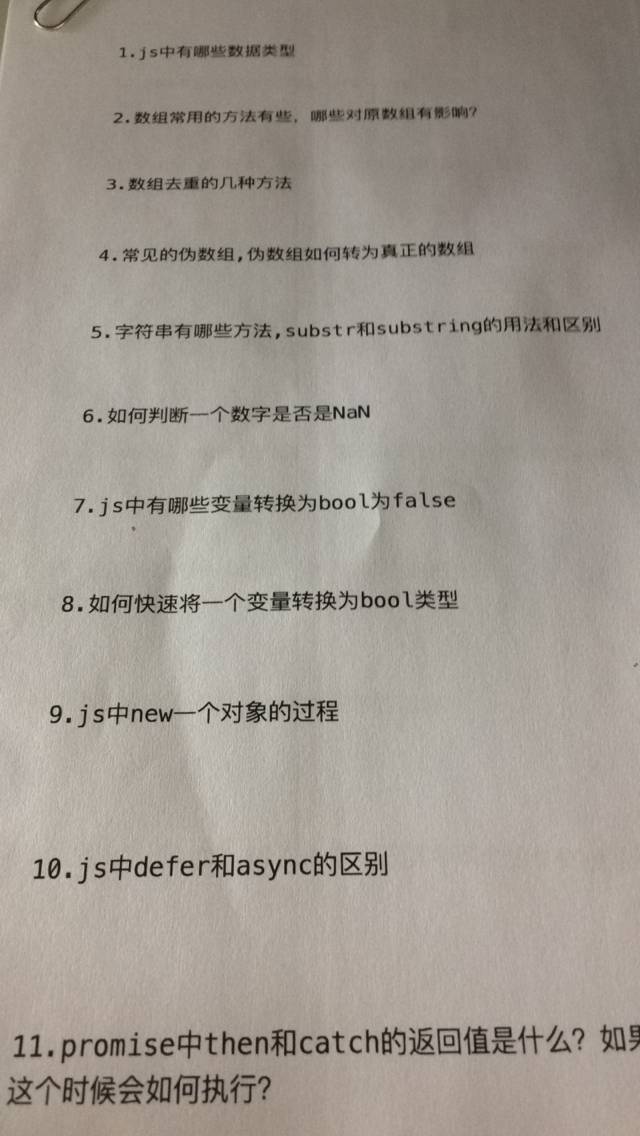 1.js中有哪些数据类型
2.数组常用的方法有些，哪些对原数组有影响？
3.数组去重的几种方法
4.常见的伪数组,伪数组如何转为真正的数组
5.字符串有哪些方法,substr和substring的用法和区别
6.如何判断一个数字是否是NaN
7.js中有哪些变量转换为bool为false
8.如何快速将一个变量转换为bool类型
9.js中new一个对象的过程
10.js中defer和async的区别
11.promise中then和catch的返回值是什么？如
这个时候会如何执行？